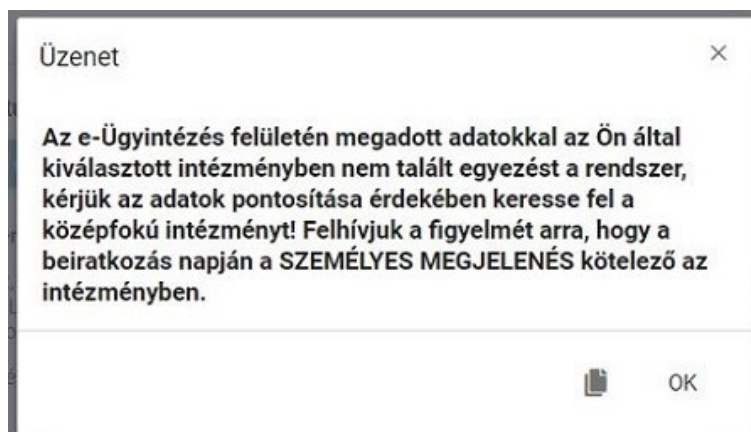 Üzenet
Az e-Ügyintézés felületén megadott adatokkal az Ön által
kiválasztott intézményben nem talált egyezést a rendszer,
kérjük az adatok pontosítása érdekében keresse fel a
középfokú intézményt! Felhívjuk a figyelmét arra, hogy a
beiratkozás napján a SZEMÉLYES MEGJELENÉS kötelező az
intézményben.
OK